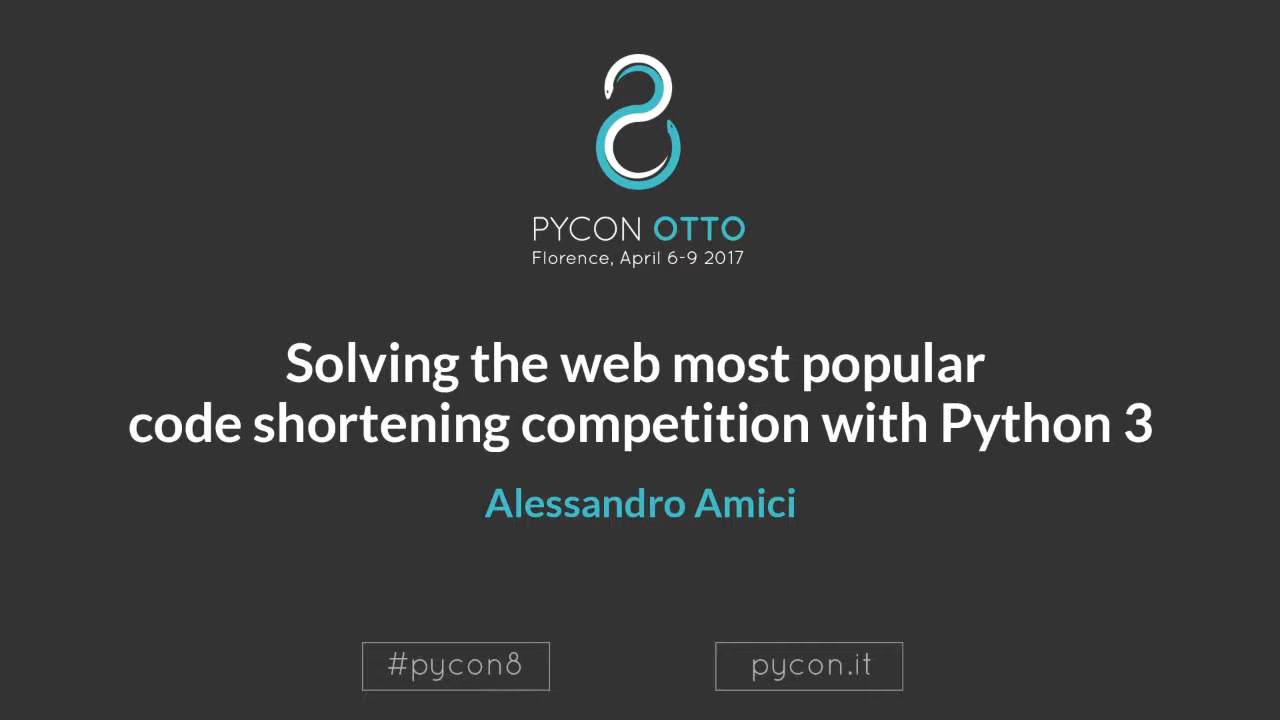 PYCON OTTO
Florence, April 6-9 2017
Solving the web most popular
code shortening competition with Python 3
Alessandro Amici
#pycon8
pycon.it